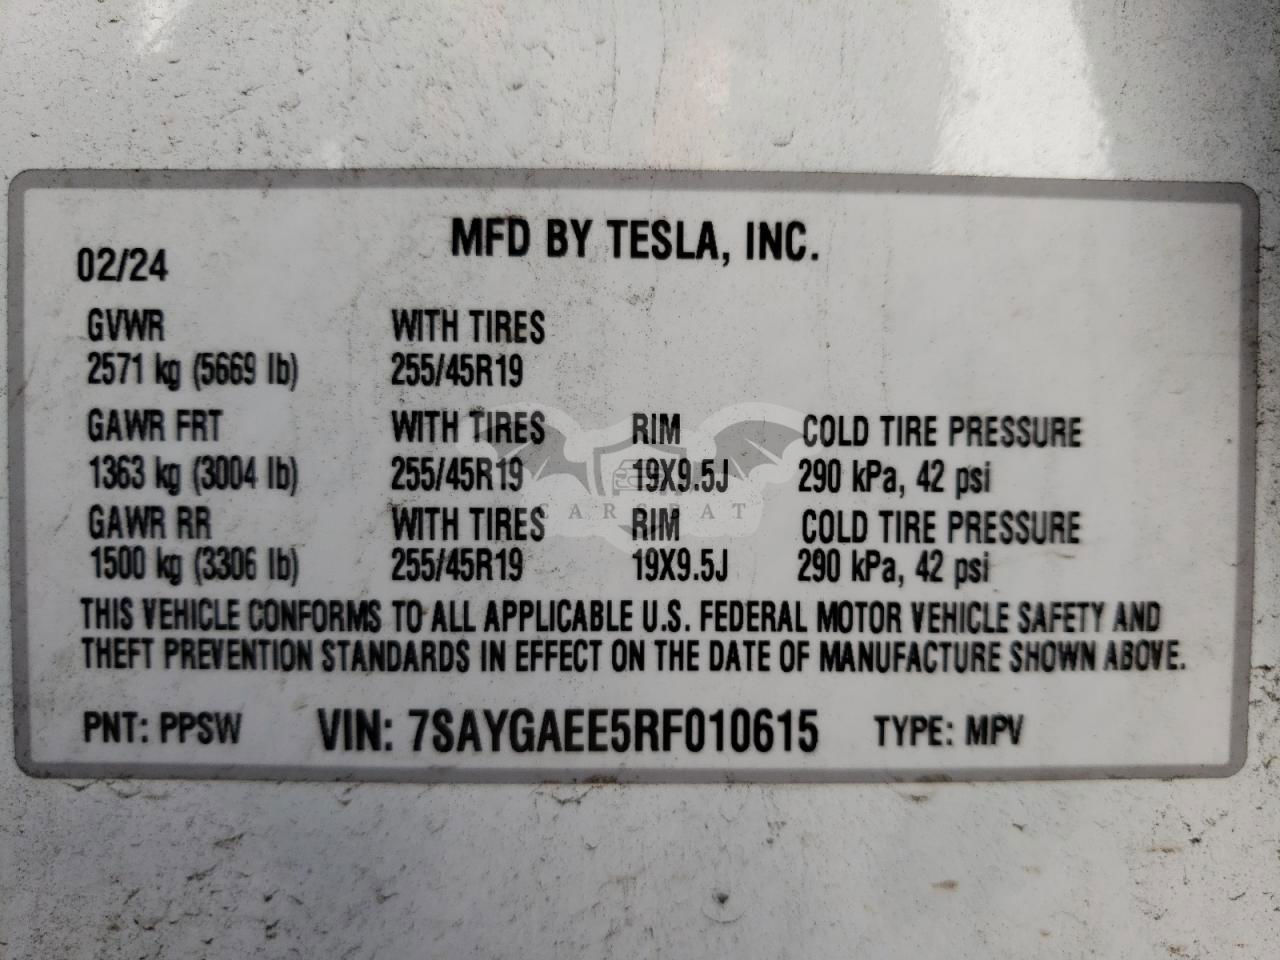 MFD BY TESLA, INC.
02/24
GVWR WITH TIRES
2571 kg (5669 lb) 255/45R19
GAWR FRT WITH TIRES RIM COLD TIRE PRESSURE
1363 kg (3004 lb) 255/45R19 19X9.5J 290 kPa, 42 psi
CARSBAT
GAWR RR WITH TIRES RIM COLD TIRE PRESSURE
1500 kg (3306 lb) 255/45R19 19X9.5J 290 kPa, 42 psi
THIS VEHICLE CONFORMS TO ALL APPLICABLE U.S. FEDERAL MOTOR VEHICLE SAFETY AND
THEFT PREVENTION STANDARDS IN EFFECT ON THE DATE OF MANUFACTURE SHOWN ABOVE.
PNT: PPSW VIN: 7SAYGAEE5RF010615 TYPE: MPV